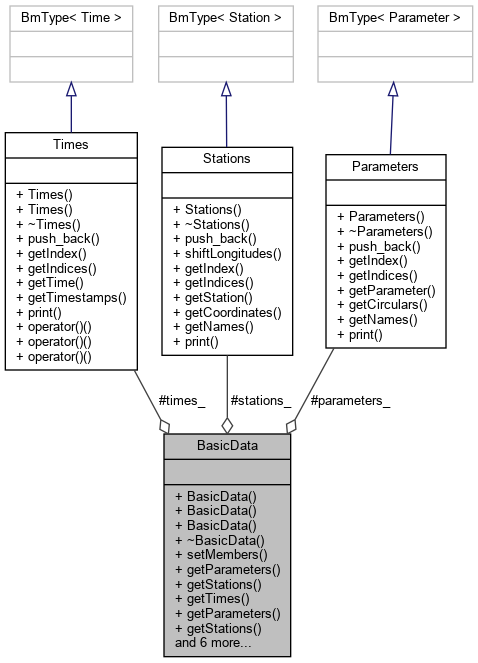 BmType< Time >
BmType< Station >
BmType< Parameter >
Times
+ Times()
+ Times()
+ ~Times()
+ push_back()
+ getIndex()
+ getIndices()
+ getTime()
+ getTimestamps()
+ print()
+ operator()()
+ operator()()
+ operator()()
Stations
+ Stations()
+ ~Stations()
+ push_back()
+ shiftLongitudes()
+ getIndex()
+ getIndices()
+ getStation()
+ getCoordinates()
+ getNames()
+ print()
Parameters
+ Parameters()
+ ~Parameters()
+ push_back()
+ getIndex()
+ getIndices()
+ getParameter()
+ getCirculars()
+ getNames()
+ print()
#times_
#stations_
#parameters_
BasicData
+ BasicData()
+ BasicData()
+ BasicData()
+ ~BasicData()
+ setMembers()
+ getParameters()
+ getStations()
+ getTimes()
+ getParameters()
+ getStations()
and 6 more...